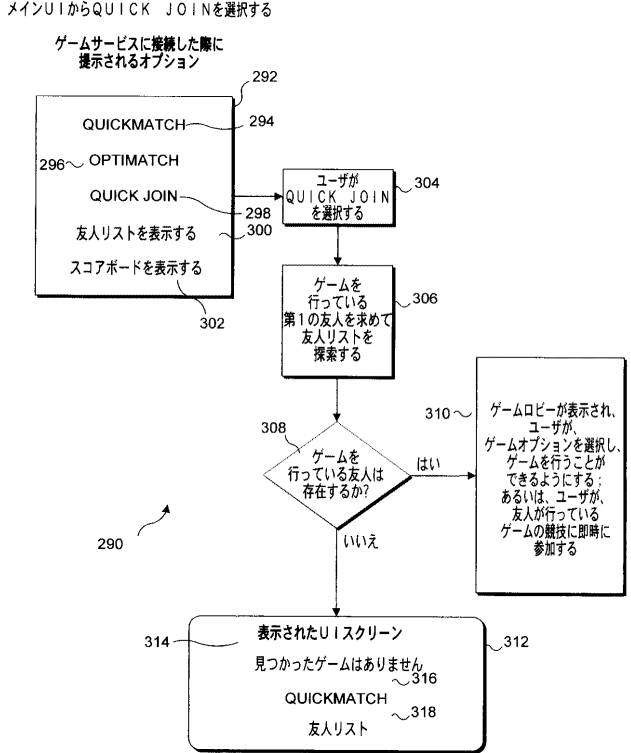 メインUIからQUICK JOINを選択する
ゲームサービスに接続した際に
提示されるオプション
292
QUICKMATCH
294
296
OPTIMATCH
QUICK JOIN
298
友人リストを表示する
300
スコアボードを表示する
302
ユーザが
QUICK JOIN
を選択する
304
ゲームを
行っている
第1の友人を求めて
友人リストを
探索する
306
308
ゲームを
行っている友人は
存在するか?
はい
いいえ
310
ゲームロビーが表示され、
ユーザが、
ゲームオプションを選択し、
ゲームを行うことが
できるようにする;
あるいは、ユーザが、
友人が行っている
ゲームの競技に即時に
参加する
290
314
表示されたUIスクリーン
312
見つかったゲームはありません
316
QUICKMATCH
318
友人リスト